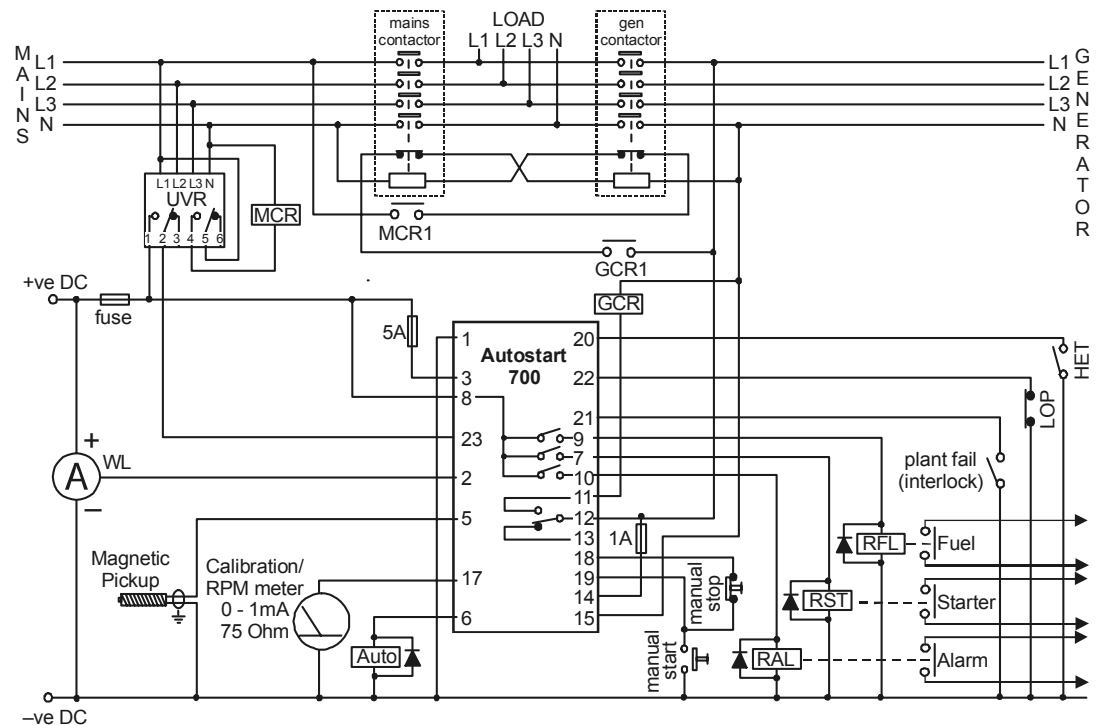 mains
contactor
LOAD
L1 L2 L3 N
gen
contactor
MAINS
L1
L2
L3
N
L1
L2
L3
N
GENERATOR
L1 L2 L3 N
UVR
1 2 3 4 5 6
MCR
MCR1
GCR1
GCR
+ve DC
fuse
5A
Autostart
700
1
3
8
23
2
5
17
6
20
22
21
9
7
10
11
12
13
18
19
14
15
1A
HET
LOP
plant fail
(interlock)
+
A
WL
–
Magnetic
Pickup
Calibration/
RPM meter
0 - 1mA
75 Ohm
Auto
manual
stop
manual
start
RFL
Fuel
RST
Starter
RAL
Alarm
–ve DC